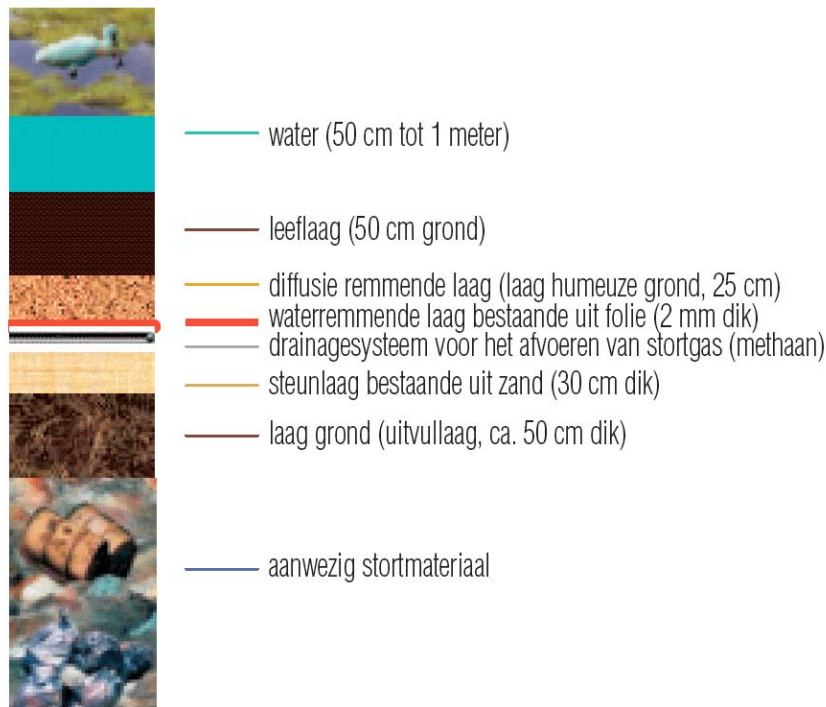 water (50 cm tot 1 meter)
leeflaag (50 cm grond)
diffusie remmende laag (laag humeuze grond, 25 cm)
waterremmende laag bestaande uit folie (2 mm dik)
drainagesysteem voor het afvoeren van stortgas (methaan)
steunlaag bestaande uit zand (30 cm dik)
laag grond (uitvullaag, ca. 50 cm dik)
aanwezig stortmateriaal